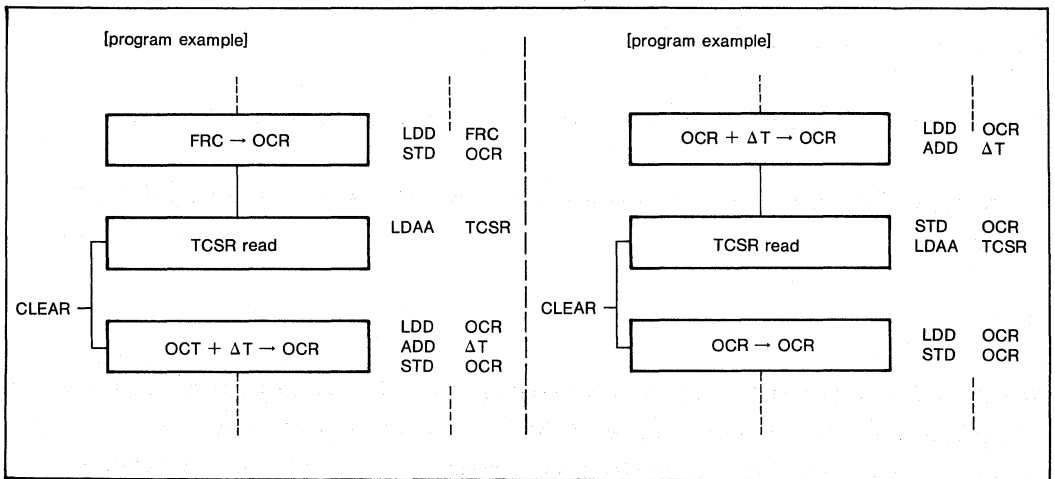 [program example]
FRC → OCR
LDD FRC
STD OCR
TCSR read
LDAA TCSR
CLEAR
OCT + ΔT → OCR
LDD OCR
ADD ΔT
STD OCR
[program example]
OCR + ΔT → OCR
LDD OCR
ADD ΔT
TCSR read
STD OCR
LDAA TCSR
CLEAR
OCR → OCR
LDD OCR
STD OCR